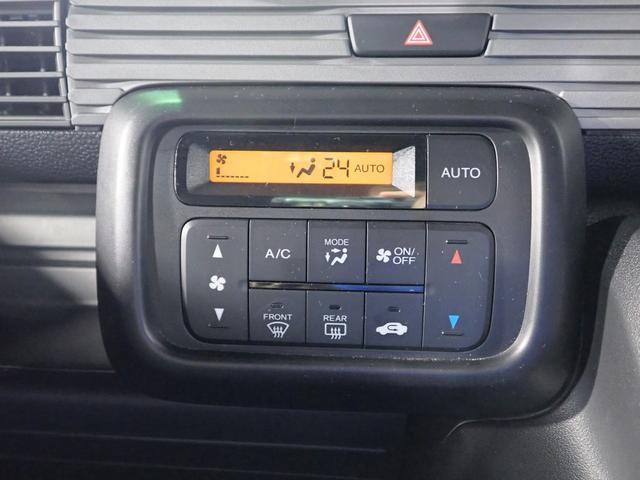 24 AUTO
AUTO
A/C
MODE
ON/
OFF
FRONT
REAR